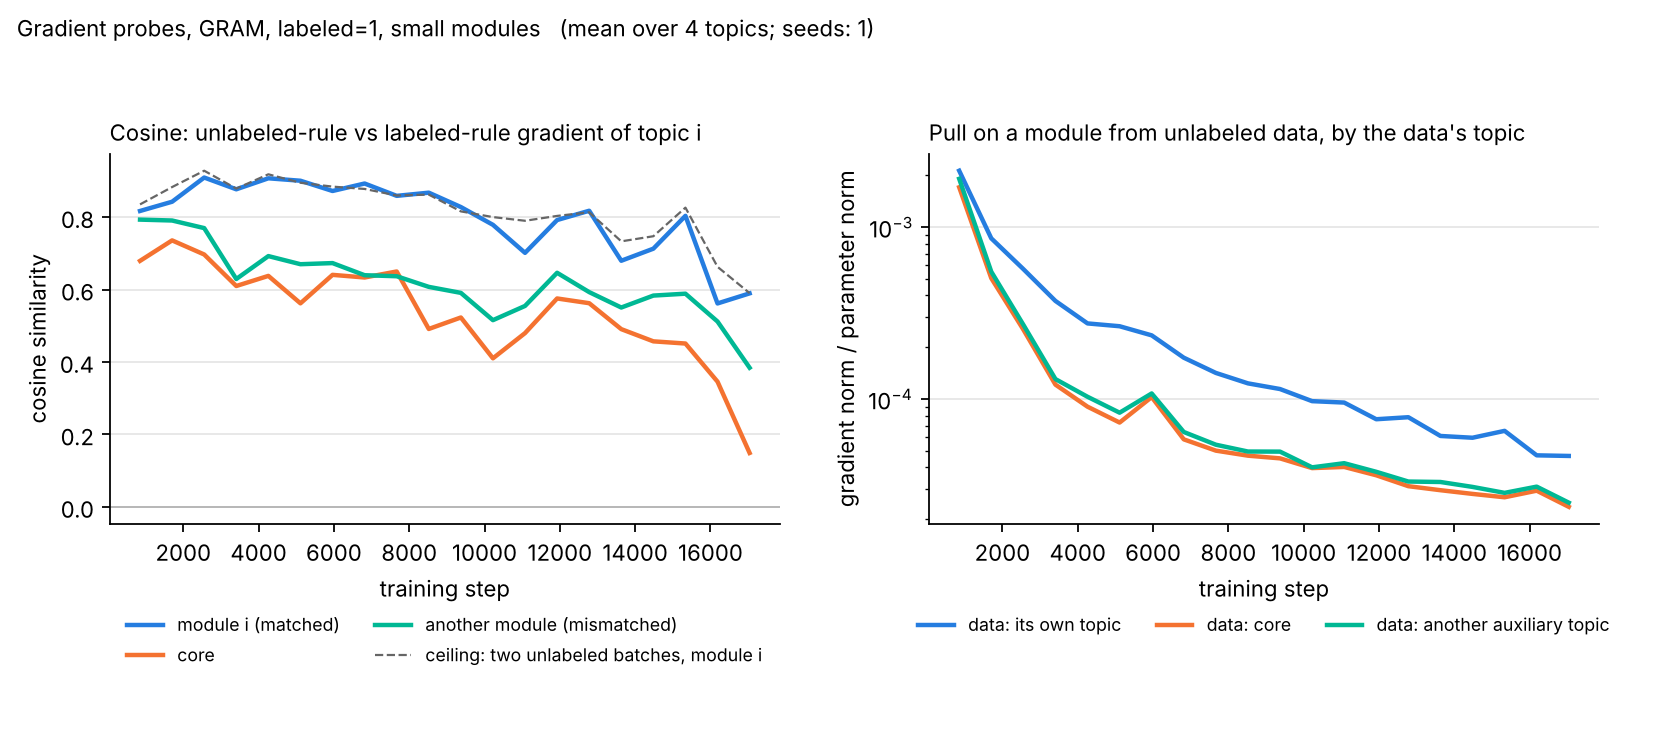 Gradient probes, GRAM, labeled=1, small modules (mean over 4 topics; seeds: 1)
Cosine: unlabeled-rule vs labeled-rule gradient of topic i
cosine similarity
0.8
0.6
0.4
0.2
0.0
2000 4000 6000 8000 10000 12000 14000 16000
training step
module i (matched)
another module (mismatched)
core
ceiling: two unlabeled batches, module i
Pull on a module from unlabeled data, by the data's topic
gradient norm / parameter norm
10⁻³
10⁻⁴
2000 4000 6000 8000 10000 12000 14000 16000
training step
data: its own topic
data: core
data: another auxiliary topic